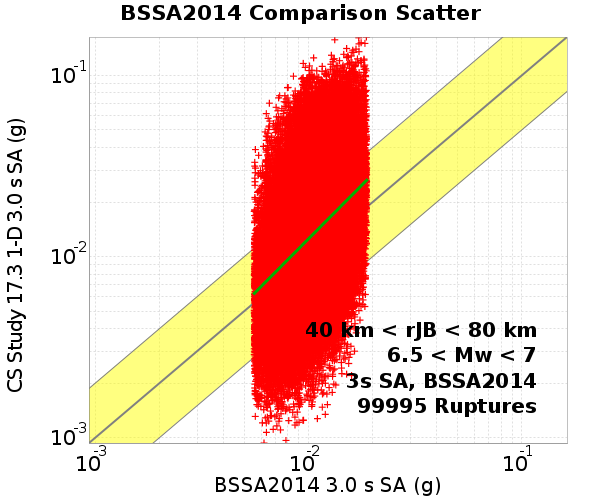 BSSA2014 Comparison Scatter
CS Study 17.3 1-D 3.0 s SA (g)
10-1
10-2
10-3
40 km < rJB < 80 km
6.5 < Mw < 7
3s SA, BSSA2014
99995 Ruptures
10-3 10-2 10-1
BSSA2014 3.0 s SA (g)